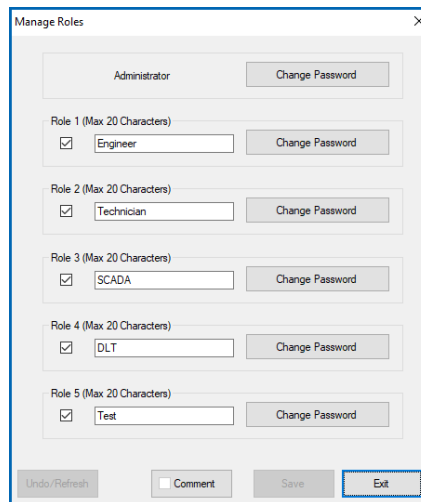 Manage Roles
Administrator
Change Password
Role 1 (Max 20 Characters)
Engineer
Change Password
Role 2 (Max 20 Characters)
Technician
Change Password
Role 3 (Max 20 Characters)
SCADA
Change Password
Role 4 (Max 20 Characters)
DLT
Change Password
Role 5 (Max 20 Characters)
Test
Change Password
Undo/Refresh
Comment
Save
Exit